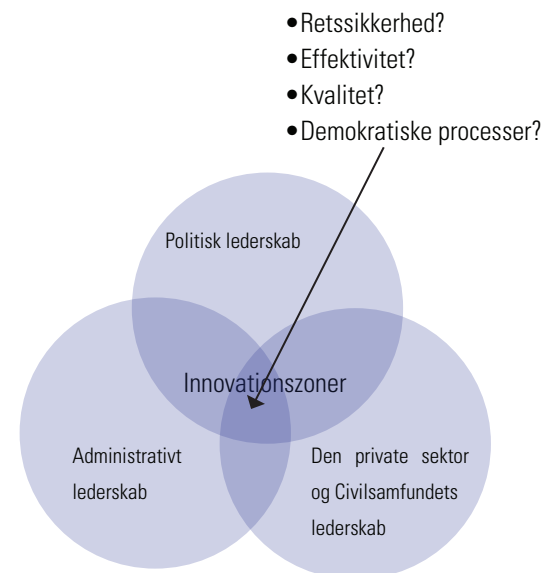 •Retssikkerhed?
•Effektivitet?
•Kvalitet?
•Demokratiske processer?
Politisk lederskab
Innovationszoner
Administrativt
lederskab
Den private sektor
og Civilsamfundets
lederskab